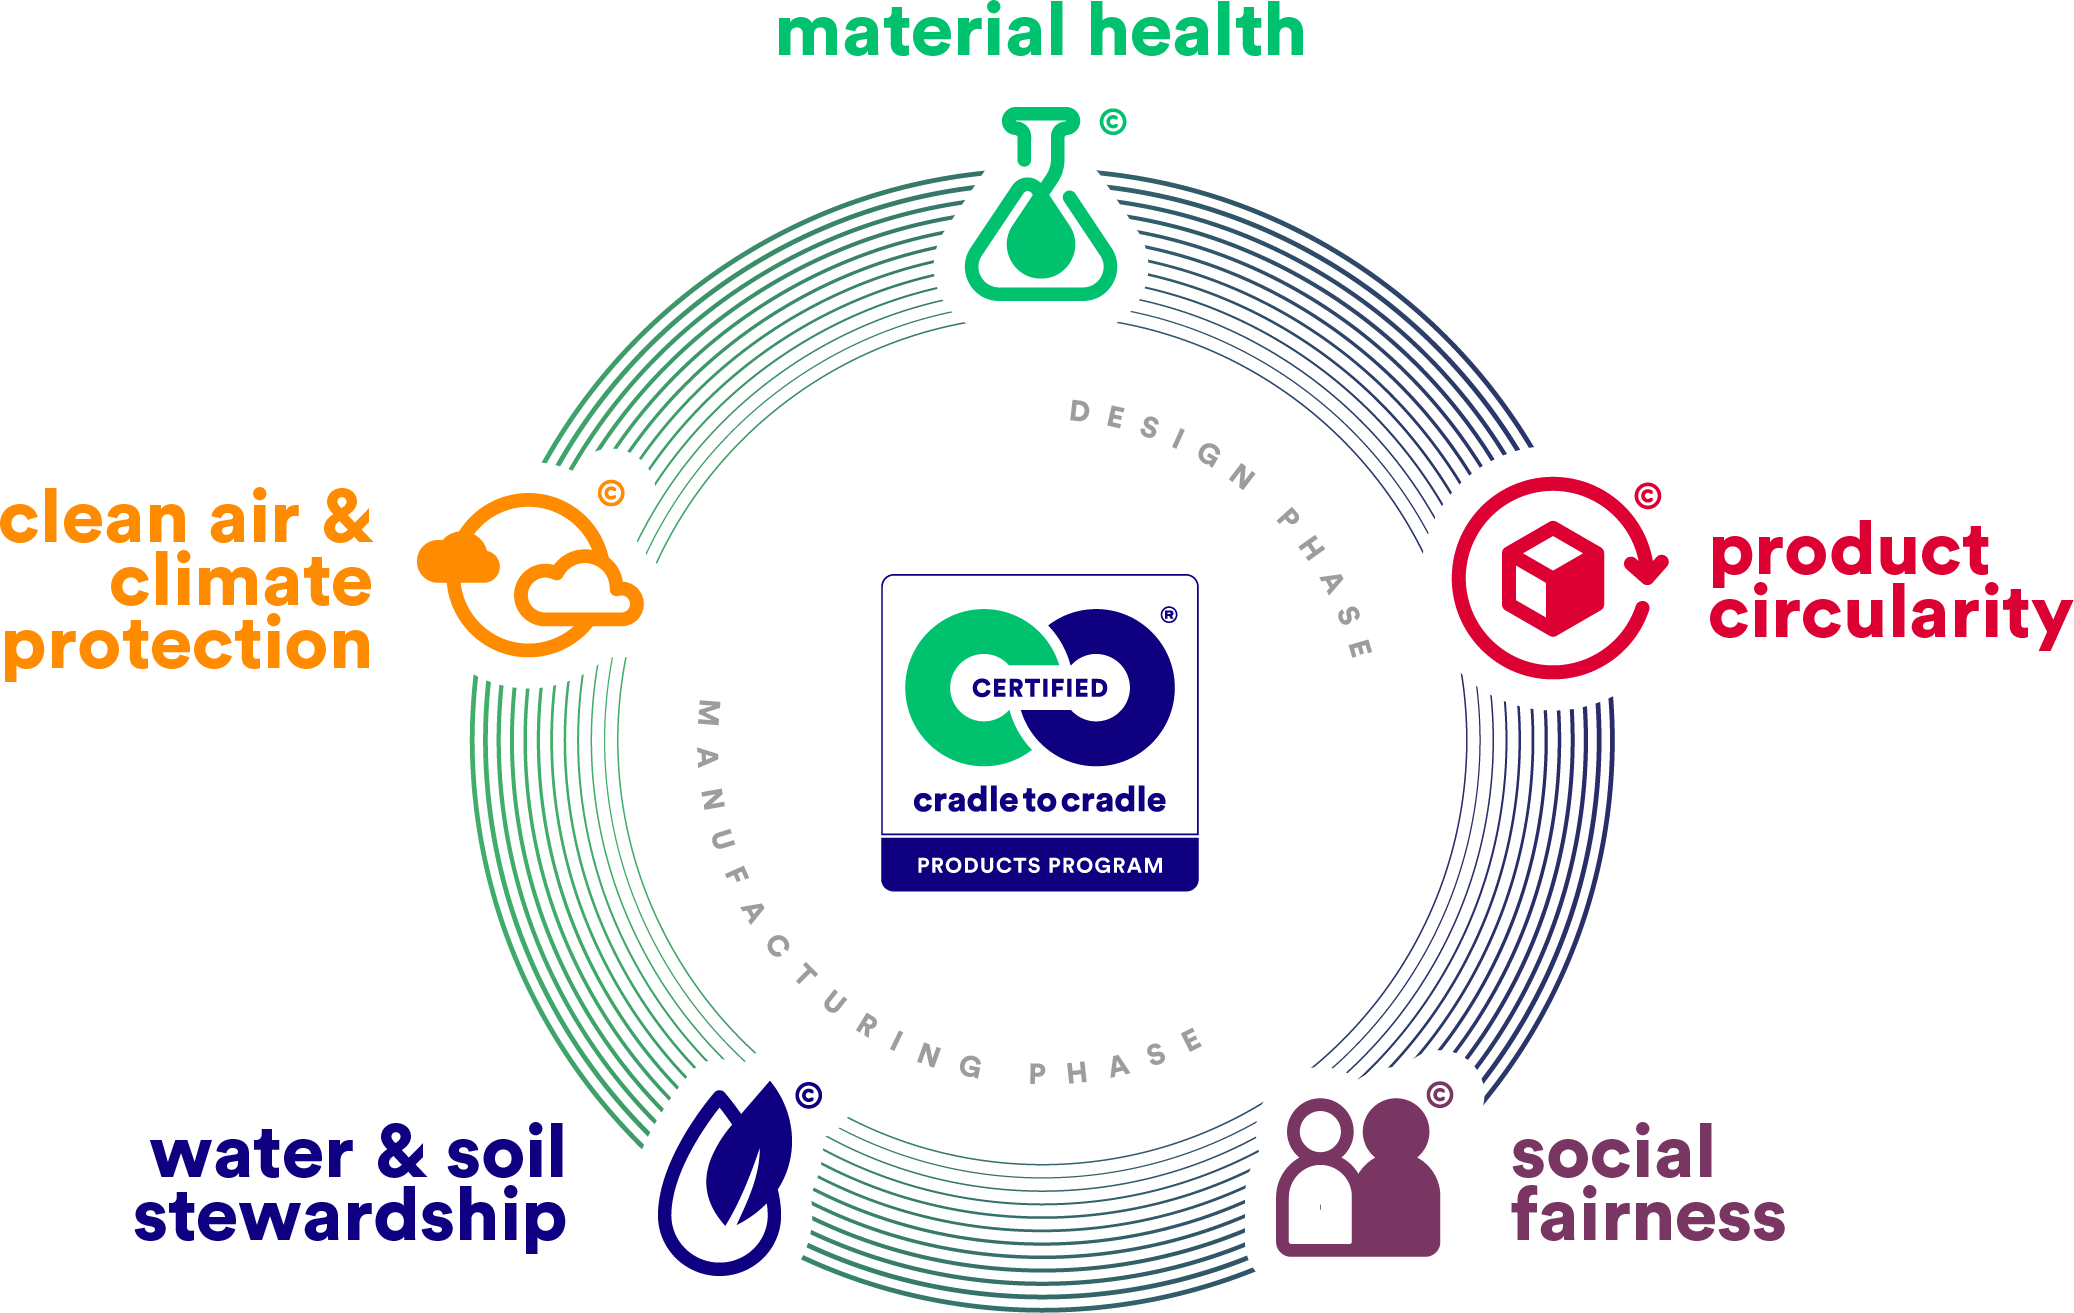 material health
©
DESIGN PHASE
clean air &
climate
protection
©
©
product
circularity
®
CERTIFIED
cradle to cradle
PRODUCTS PROGRAM
MANUFACTURING PHASE
water & soil
stewardship
©
©
social
fairness